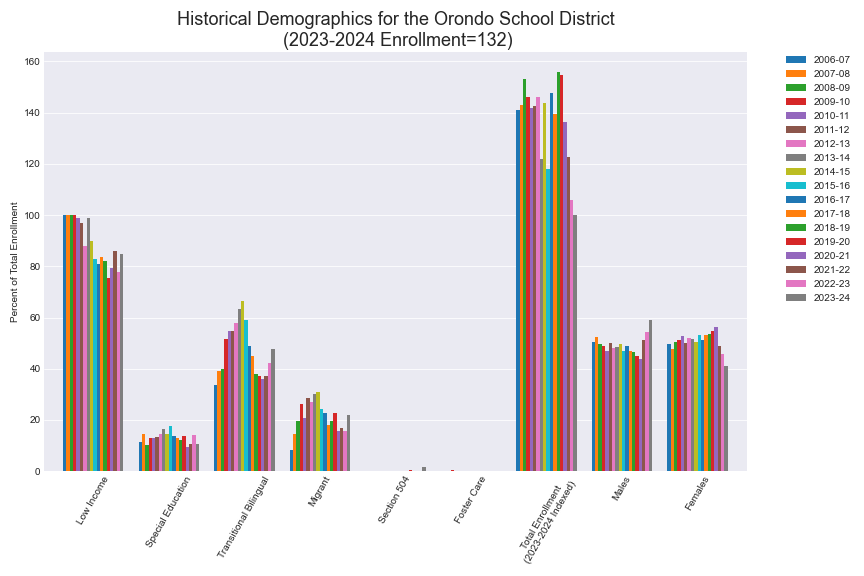 Historical Demographics for the Orondo School District
(2023-2024 Enrollment=132)
Percent of Total Enrollment
160
140
120
100
80
60
40
20
0
Low Income
Special Education
Transitional Bilingual
Migrant
Section 504
Foster Care
Total Enrollment
(2023-2024 Indexed)
Males
Females
2006-07
2007-08
2008-09
2009-10
2010-11
2011-12
2012-13
2013-14
2014-15
2015-16
2016-17
2017-18
2018-19
2019-20
2020-21
2021-22
2022-23
2023-24